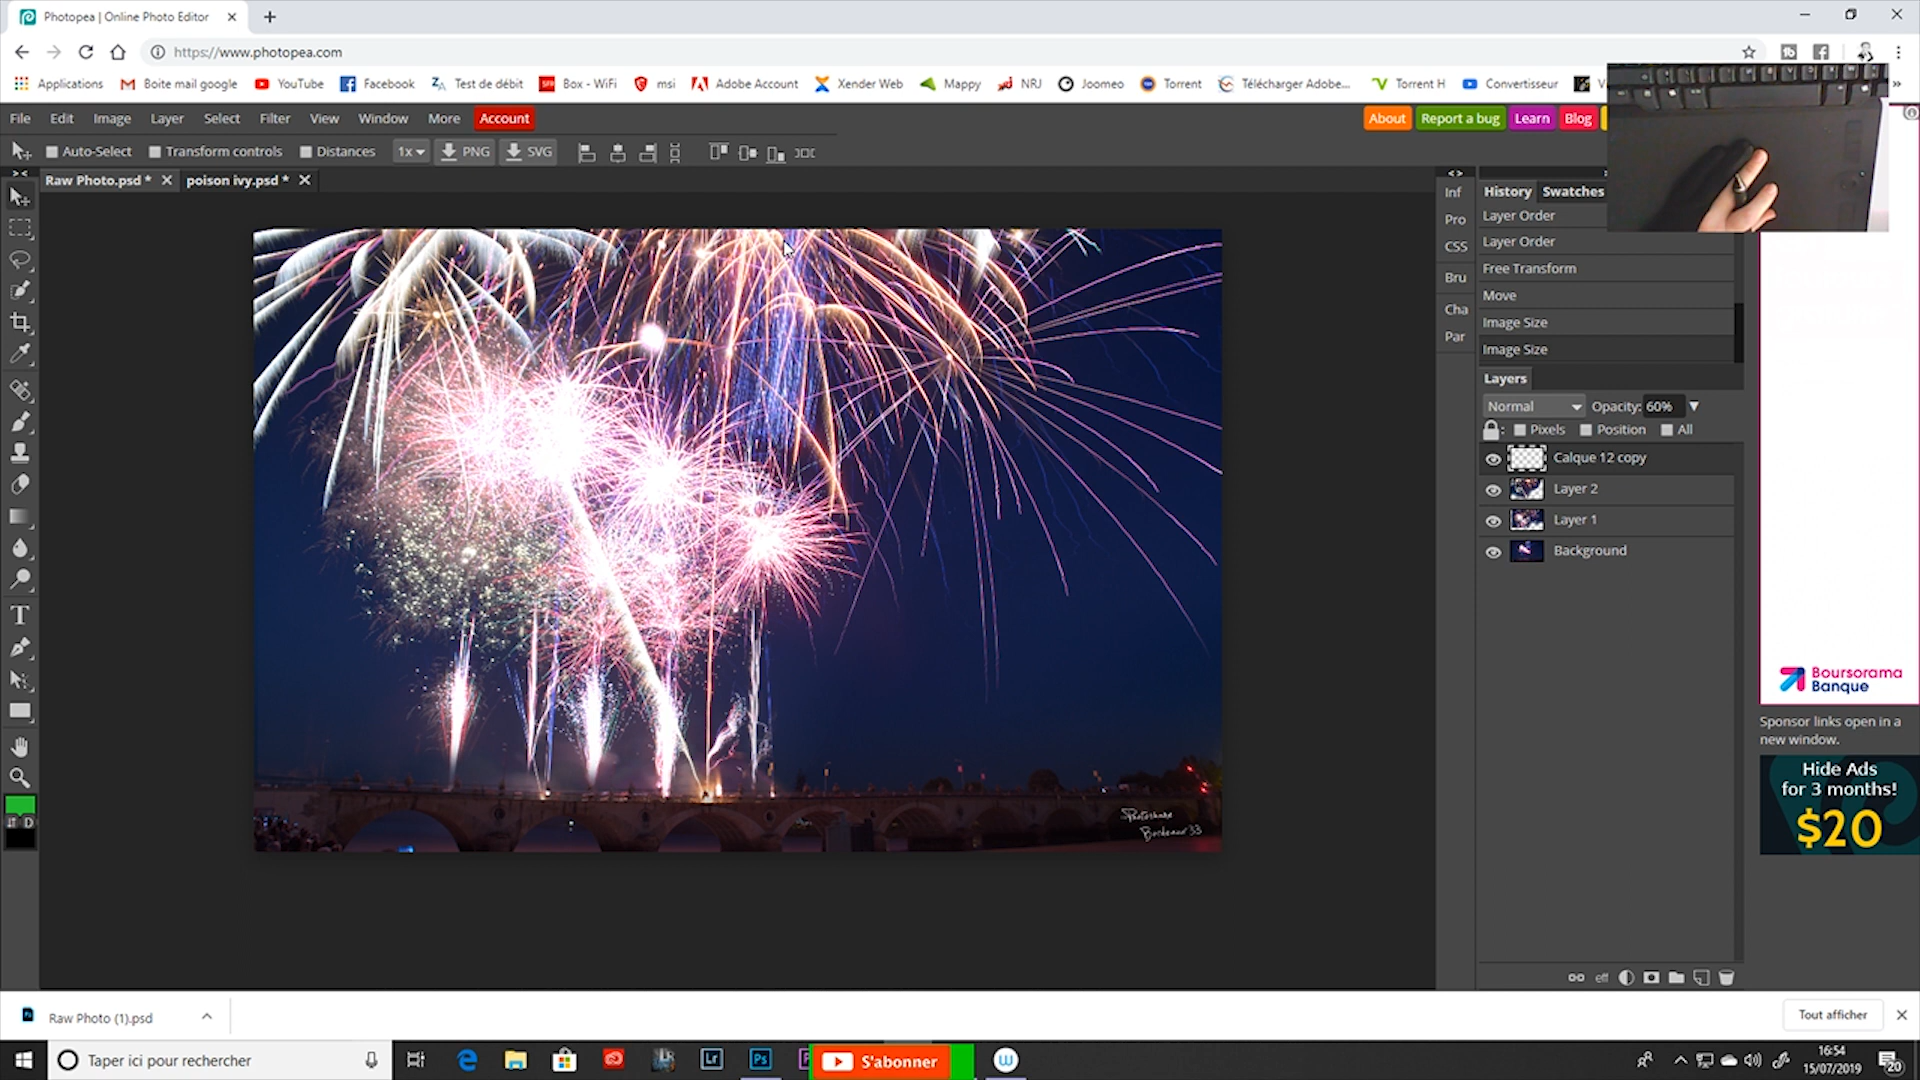 Photopea | Online Photo Editor
https://www.photopea.com
Applications Boite mail google YouTube Facebook Test de débit Box - WiFi msi Adobe Account Xender Web Mappy NRJ Joomeo Torrent Télécharger Adobe... Torrent H Convertisseur
File Edit Image Layer Select Filter View Window More Account About Report a bug Learn Blog
Auto-Select Transform controls Distances 1x PNG SVG
Raw Photo.psd * poison ivy.psd *
Inf
Pro
CSS
Bru
Cha
Par
History Swatches
Layer Order
Layer Order
Free Transform
Move
Image Size
Image Size
Layers
Normal Opacity: 60%
Pixels Position All
Calque 12 copy
Layer 2
Layer 1
Background
eff
D
Bordeaux 33
Boursorama
Banque
Sponsor links open in a
new window.
Hide Ads
for 3 months!
$20
Raw Photo (1).psd
Tout afficher
Taper ici pour rechercher
Lr
Ps
S'abonner
16:54
15/07/2019
20